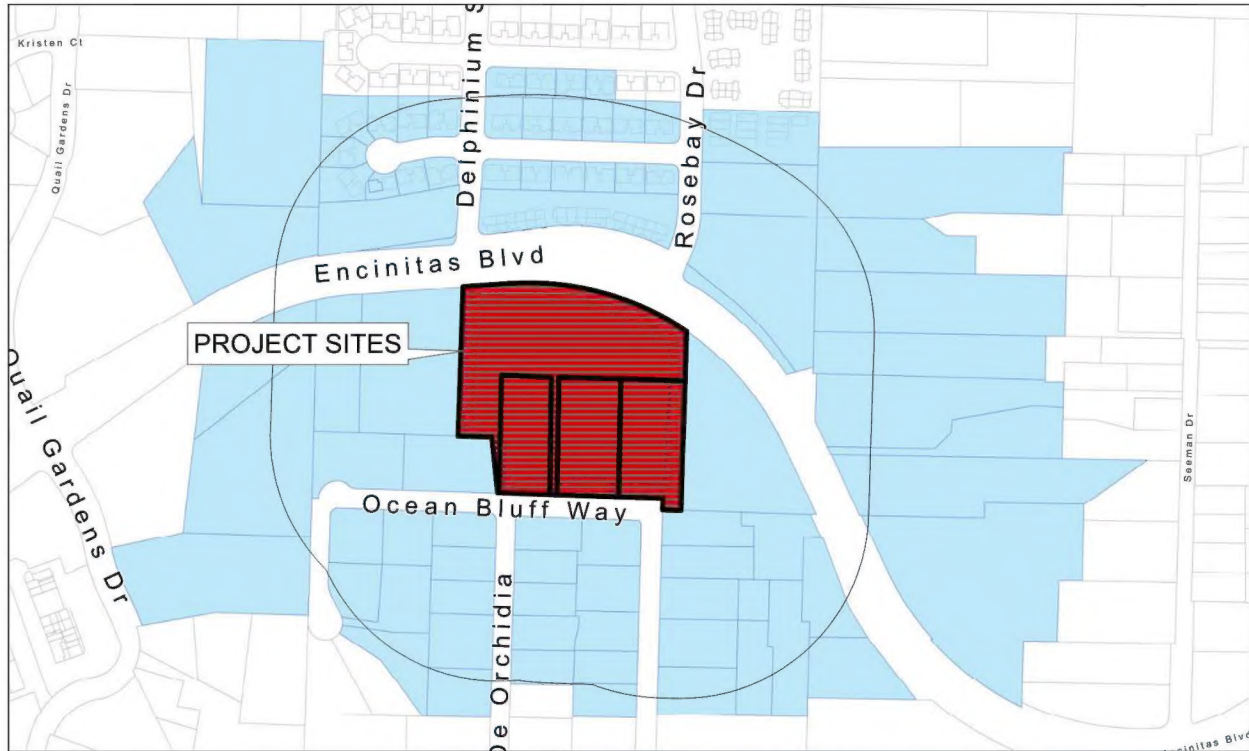 Kristen Ct
Quail Gardens Dr
Delphinium S
Rosebay Dr
Encinitas Blvd
PROJECT SITES
Quail Gardens Dr
Seeman Dr
Ocean Bluff Way
De Orchidia
Encinitas Blvd